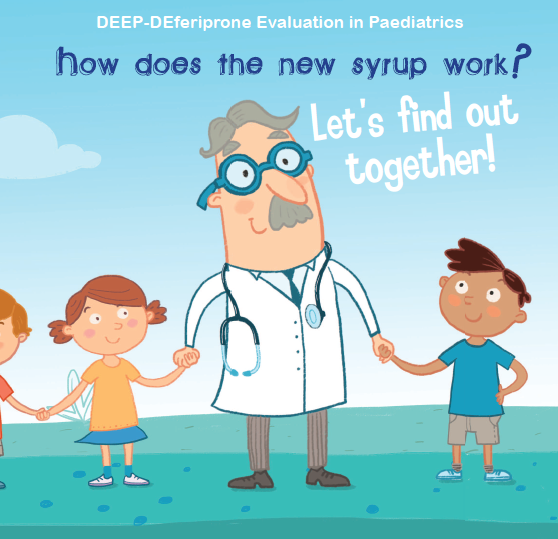 DEEP-DEferiprone Evaluation in Paediatrics
How does the new syrup work?
Let's find out
together!